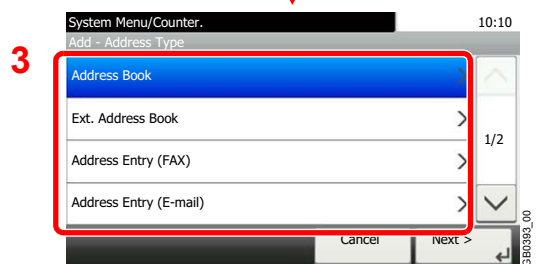 System Menu/Counter. 10:10
Add - Address Type
3
Address Book
Ext. Address Book
1/2
Address Entry (FAX)
Address Entry (E-mail)
Cancel Next >
GB0393_00